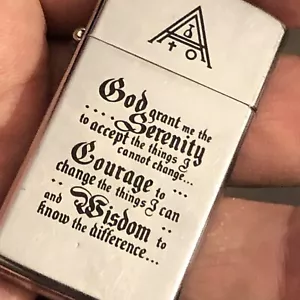 God grant me the
.....Serenity
to accept the things I
cannot change...
Courage to
change the things I can
and Wisdom to
know the difference...